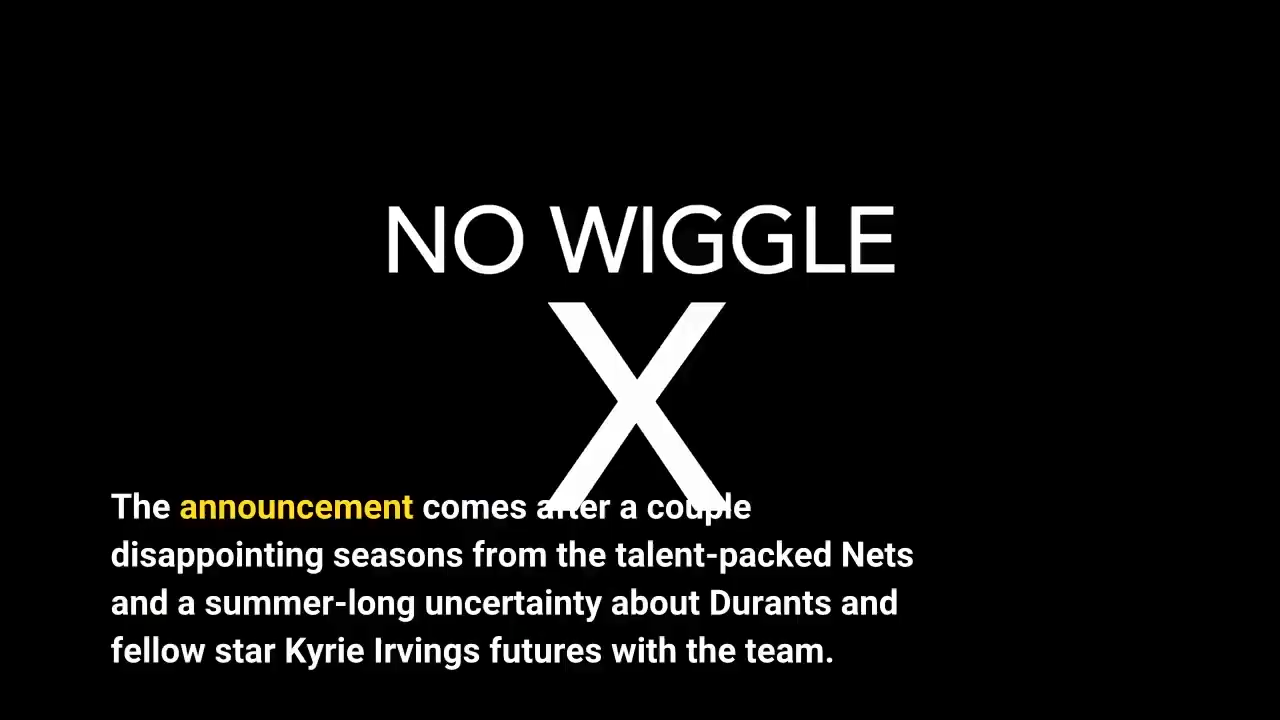 NO WIGGLE
X
The announcement comes after a couple
disappointing seasons from the talent-packed Nets
and a summer-long uncertainty about Durants and
fellow star Kyrie Irvings futures with the team.